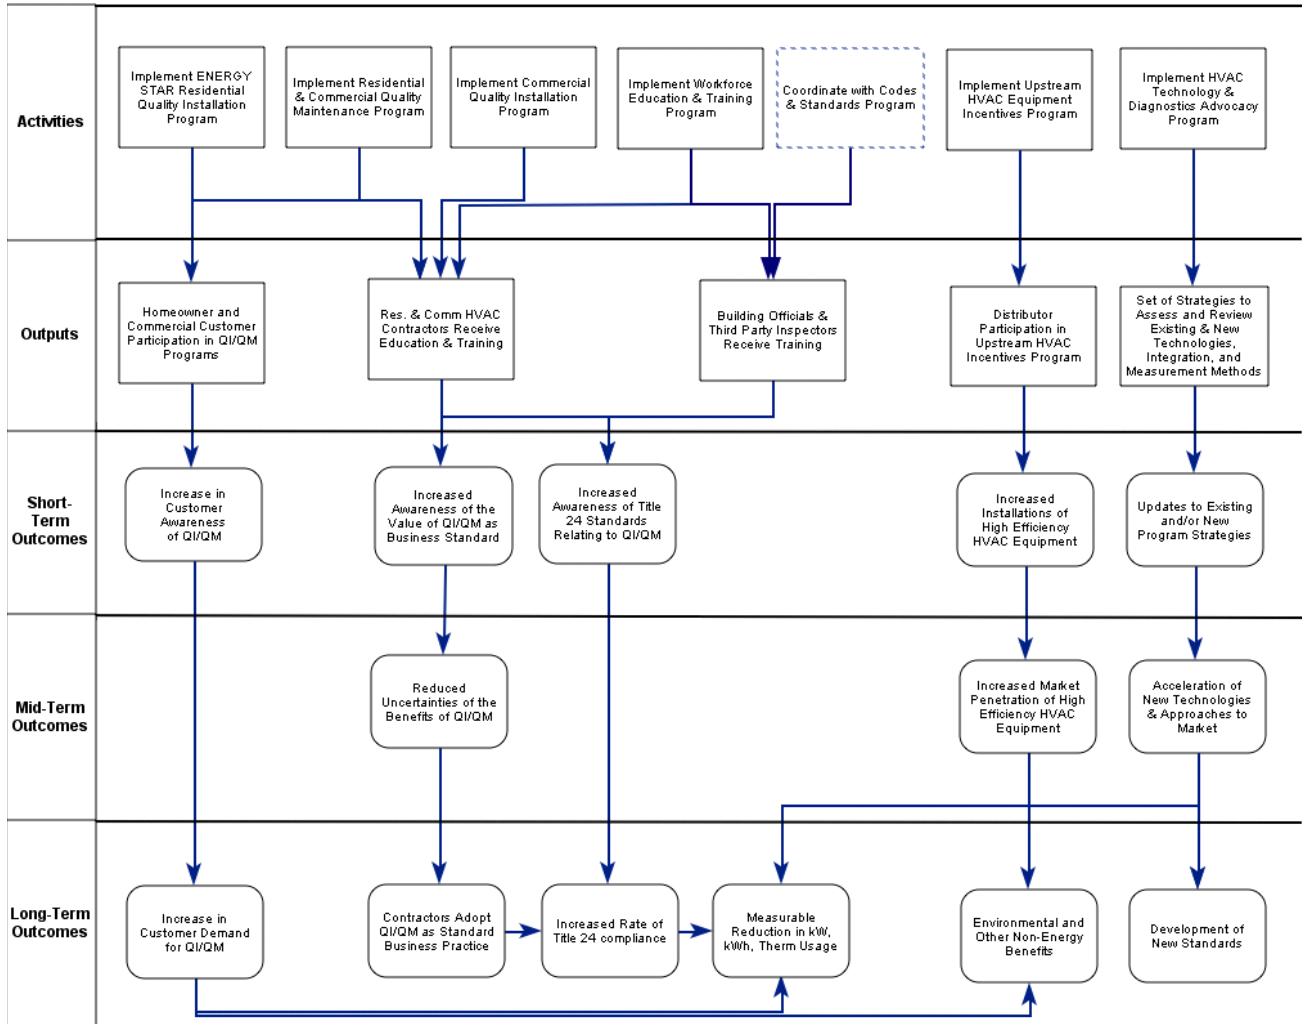 Activities
Implement ENERGY
STAR Residential
Quality Installation
Program
Implement Residential
& Commercial Quality
Maintenance Program
Implement Commercial
Quality Installation
Program
Implement Workforce
Education & Training
Program
Coordinate with Codes
& Standards Program
Implement Upstream
HVAC Equipment
Incentives Program
Implement HVAC
Technology &
Diagnostics Advocacy
Program
Outputs
Homeowner and
Commercial Customer
Participation in QI/QM
Programs
Res. & Comm HVAC
Contractors Receive
Education & Training
Building Officials &
Third Party Inspectors
Receive Training
Distributor
Participation in
Upstream HVAC
Incentives Program
Set of Strategies to
Assess and Review
Existing & New
Technologies,
Integration, and
Measurement Methods
Short-
Term
Outcomes
Increase in
Customer
Awareness
of QI/QM
Increased
Awareness of the
Value of QI/QM as
Business Standard
Increased
Awareness of Title
24 Standards
Relating to QI/QM
Increased
Installations of
High Efficiency
HVAC Equipment
Updates to Existing
and/or New
Program Strategies
Mid-Term
Outcomes
Reduced
Uncertainties of the
Benefits of QI/QM
Increased Market
Penetration of High
Efficiency HVAC
Equipment
Acceleration of
New Technologies
& Approaches to
Market
Long-Term
Outcomes
Increase in
Customer Demand
for QI/QM
Contractors Adopt
QI/QM as Standard
Business Practice
Increased Rate of
Title 24 compliance
Measurable
Reduction in kW,
kWh, Therm Usage
Environmental and
Other Non-Energy
Benefits
Development of
New Standards